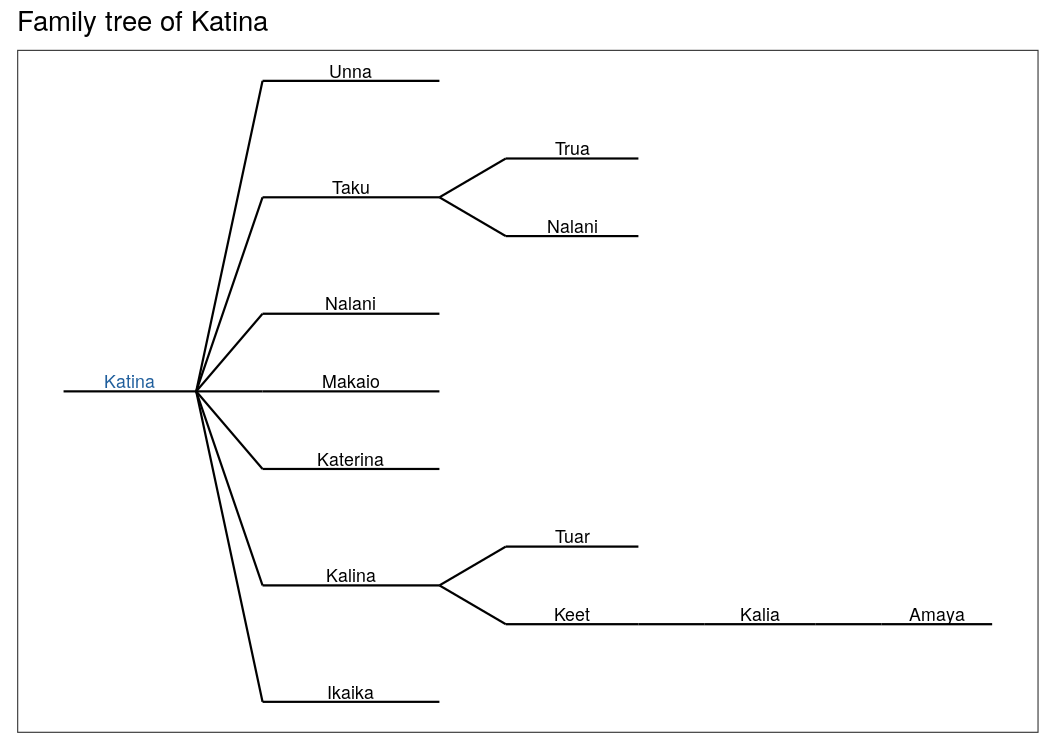 Family tree of Katina
Unna
Trua
Taku
Nalani
Nalani
Katina
Makaio
Katerina
Tuar
Kalina
Keet
Kalia
Amaya
Ikaika